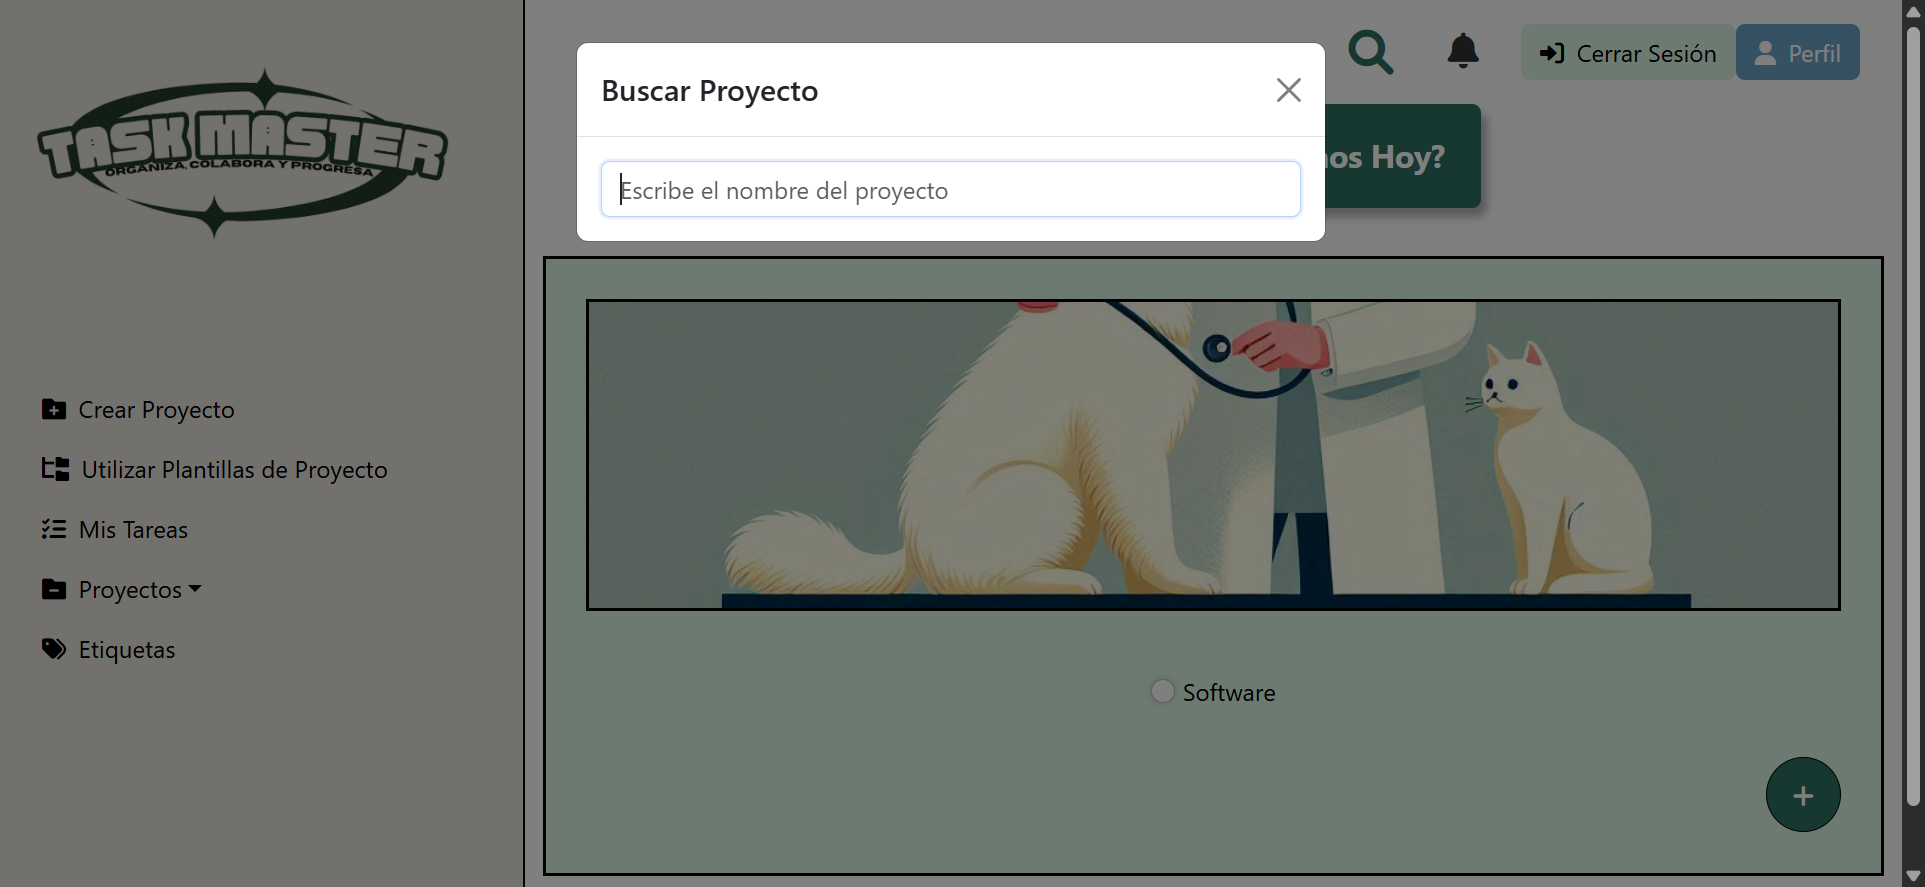 TASK MASTER
ORGANIZA, COLABORA Y PROGRESA
Crear Proyecto
Utilizar Plantillas de Proyecto
Mis Tareas
Proyectos
Etiquetas
Buscar Proyecto
Escribe el nombre del proyecto
Cerrar Sesión
Perfil
Hoy?
Software